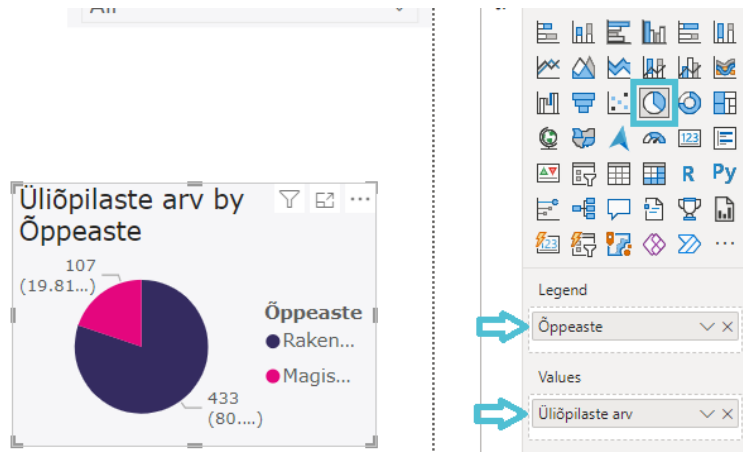 Üliõpilaste arv by
Õppeaste
107
(19.81...)
Õppeaste
Raken...
Magis...
433
(80....)
123
R
Py
123
Legend
Õppeaste
Values
Üliõpilaste arv